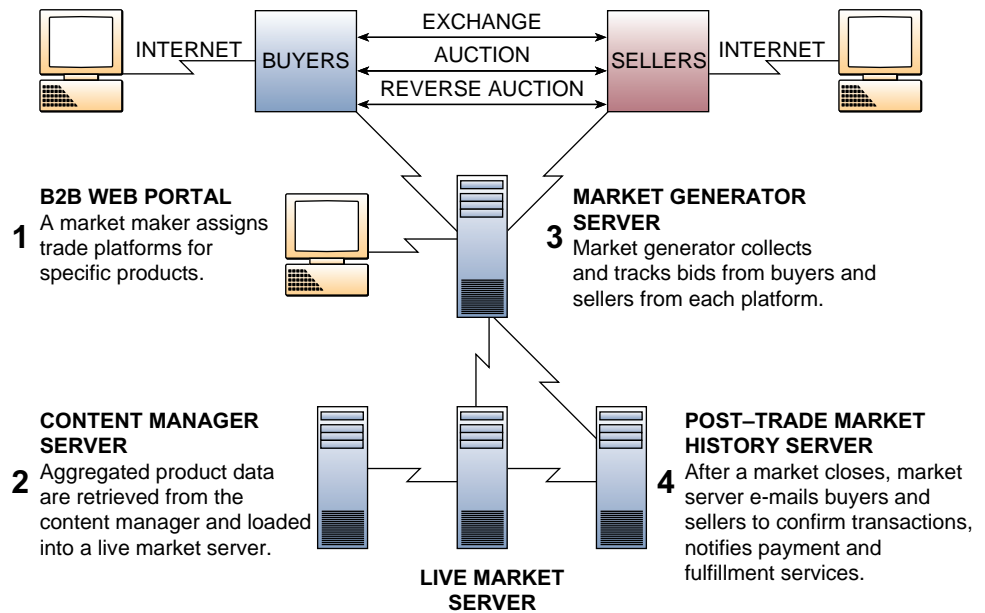 EXCHANGE
INTERNET
BUYERS
AUCTION
SELLERS
INTERNET
REVERSE AUCTION
B2B WEB PORTAL
1
A market maker assigns
trade platforms for
specific products.
MARKET GENERATOR
SERVER
3
Market generator collects
and tracks bids from buyers and
sellers from each platform.
CONTENT MANAGER
SERVER
2
Aggregated product data
are retrieved from the
content manager and loaded
into a live market server.
LIVE MARKET
SERVER
POST–TRADE MARKET
HISTORY SERVER
4
After a market closes, market
server e-mails buyers and
sellers to confirm transactions,
notifies payment and
fulfillment services.